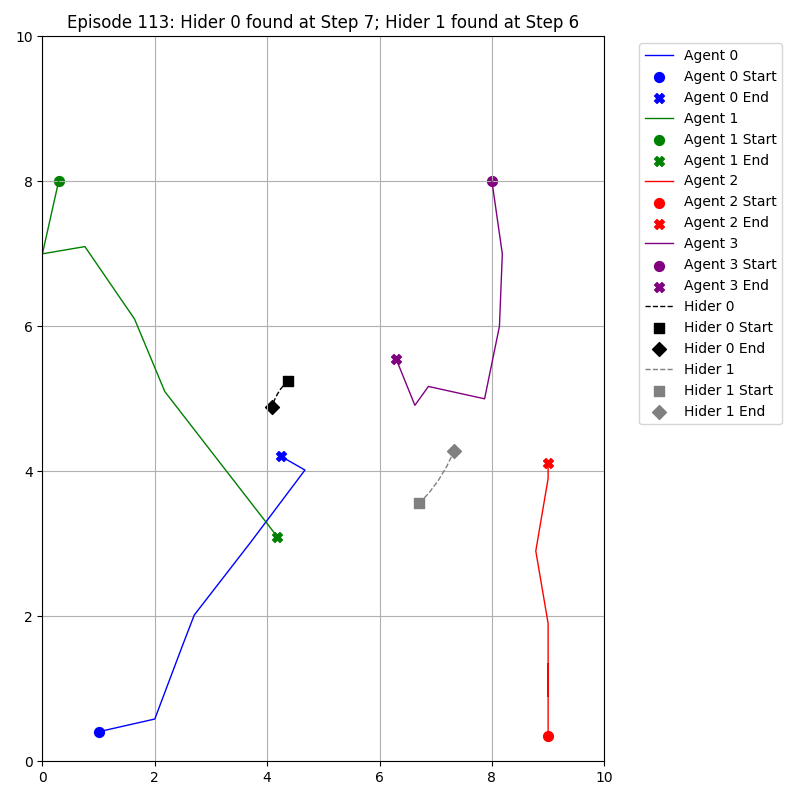 Episode 113: Hider 0 found at Step 7; Hider 1 found at Step 6
10
8
6
4
2
0
0 2 4 6 8 10
Agent 0
Agent 0 Start
Agent 0 End
Agent 1
Agent 1 Start
Agent 1 End
Agent 2
Agent 2 Start
Agent 2 End
Agent 3
Agent 3 Start
Agent 3 End
Hider 0
Hider 0 Start
Hider 0 End
Hider 1
Hider 1 Start
Hider 1 End